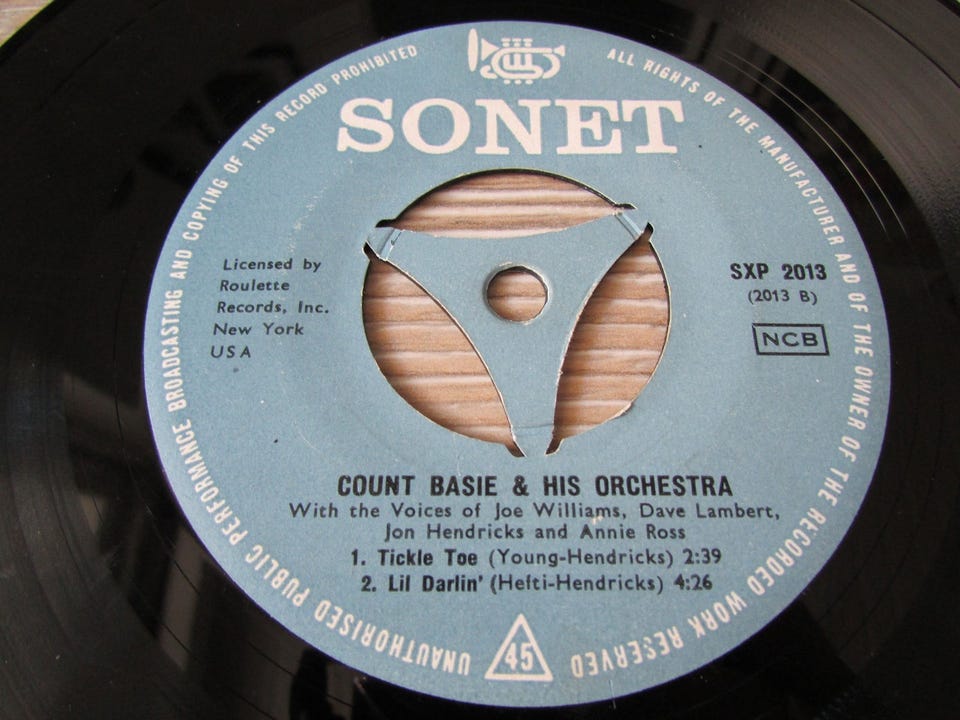 ALL RIGHTS OF THE MANUFACTURER AND OF THE OWNER OF THE RECORDED WORK RESERVED
UNAUTHORISED PUBLIC PERFORMANCE BROADCASTING AND COPYING OF THIS RECORD PROHIBITED
SONET
Licensed by
Roulette
Records, Inc.
New York
USA
SXP 2013
(2013 B)
NCB
COUNT BASIE & HIS ORCHESTRA
With the Voices of Joe Williams, Dave Lambert,
Jon Hendricks and Annie Ross
1. Tickle Toe (Young-Hendricks) 2:39
2. Lil Darlin' (Hefti-Hendricks) 4:26
45